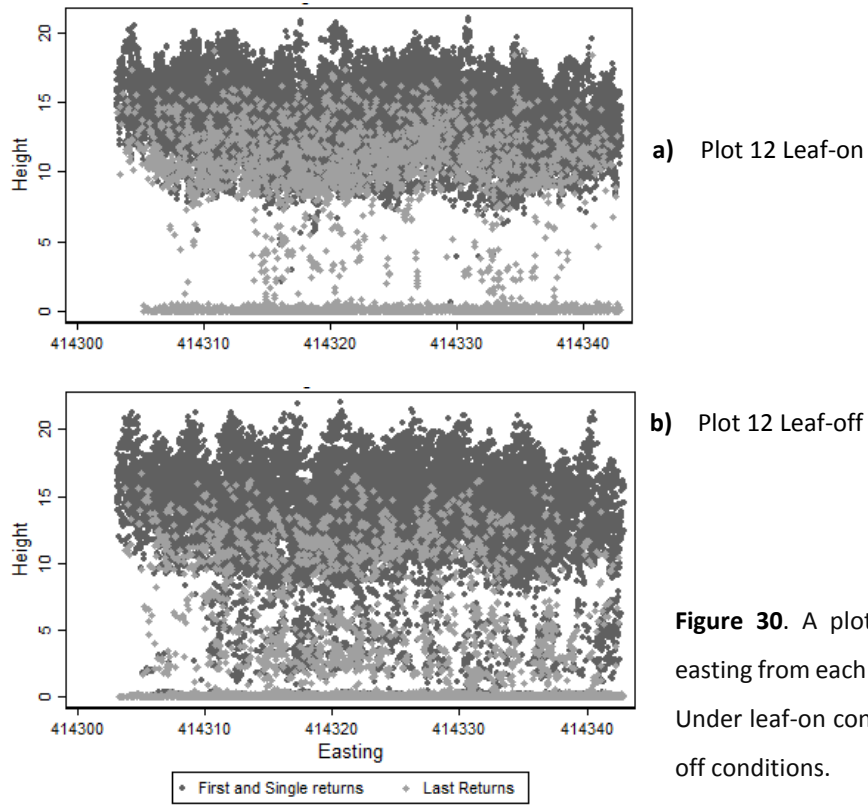 Height
20
15
10
5
0
414300 414310 414320 414330 414340
a) Plot 12 Leaf-on
Height
20
15
10
5
0
414300 414310 414320 414330 414340
Easting
First and Single returns Last Returns
b) Plot 12 Leaf-off
Figure 30. A plot
easting from each
Under leaf-on con
off conditions.